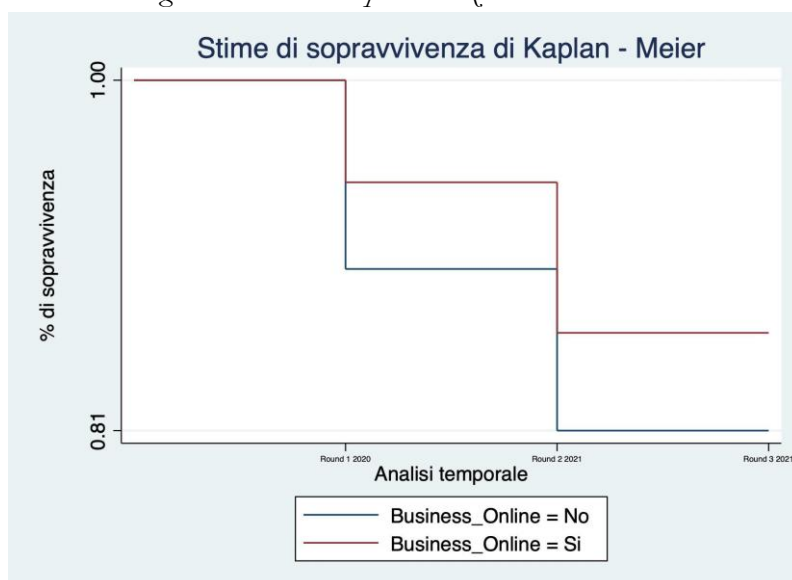 Stime di sopravvivenza di Kaplan - Meier
1.00
% di sopravvivenza
0.81
Round 1 2020
Round 2 2021
Round 3 2021
Analisi temporale
Business_Online = No
Business_Online = Si